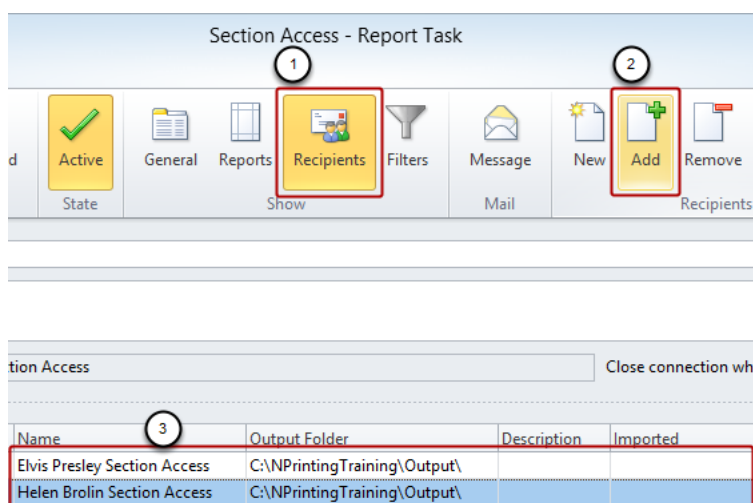 Section Access - Report Task
1
2
d
Active
General
Reports
Recipients
Filters
Message
New
Add
Remove
State
Show
Mail
Recipients
tion Access
Close connection wh
3
Name
Output Folder
Description
Imported
Elvis Presley Section Access
C:\NPrintingTraining\Output\
Helen Brolin Section Access
C:\NPrintingTraining\Output\